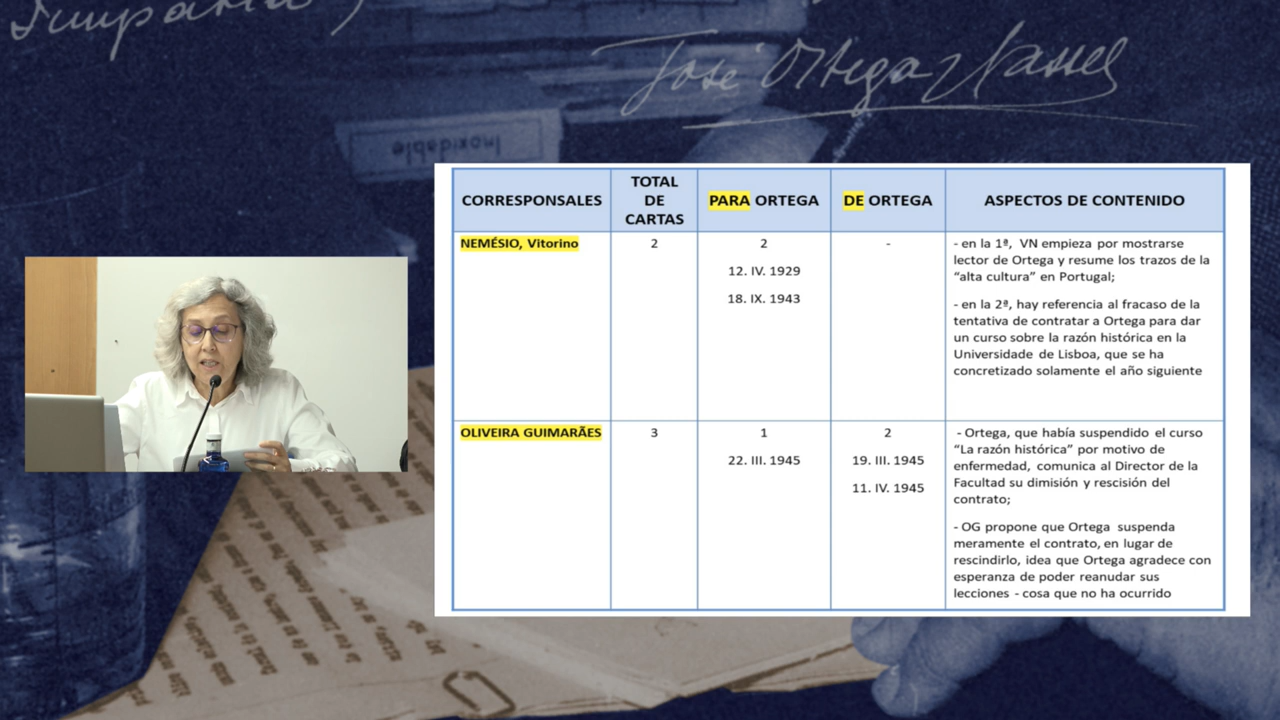 José Ortega y Gasset
Inoxidable
CORRESPONSALES
TOTAL
DE
CARTAS
PARA ORTEGA
DE ORTEGA
ASPECTOS DE CONTENIDO
NEMÉSIO, Vitorino
2
2
12. IV. 1929
18. IX. 1943
-
- en la 1ª, VN empieza por mostrarse
lector de Ortega y resume los trazos de la
“alta cultura” en Portugal;
- en la 2ª, hay referencia al fracaso de la
tentativa de contratar a Ortega para dar
un curso sobre la razón histórica en la
Universidade de Lisboa, que se ha
concretizado solamente el año siguiente
OLIVEIRA GUIMARÃES
3
1
22. III. 1945
2
19. III. 1945
11. IV. 1945
- Ortega, que había suspendido el curso
“La razón histórica” por motivo de
enfermedad, comunica al Director de la
Facultad su dimisión y rescisión del
contrato;
- OG propone que Ortega suspenda
meramente el contrato, en lugar de
rescindirlo, idea que Ortega agradece con
esperanza de poder reanudar sus
lecciones - cosa que no ha ocurrido